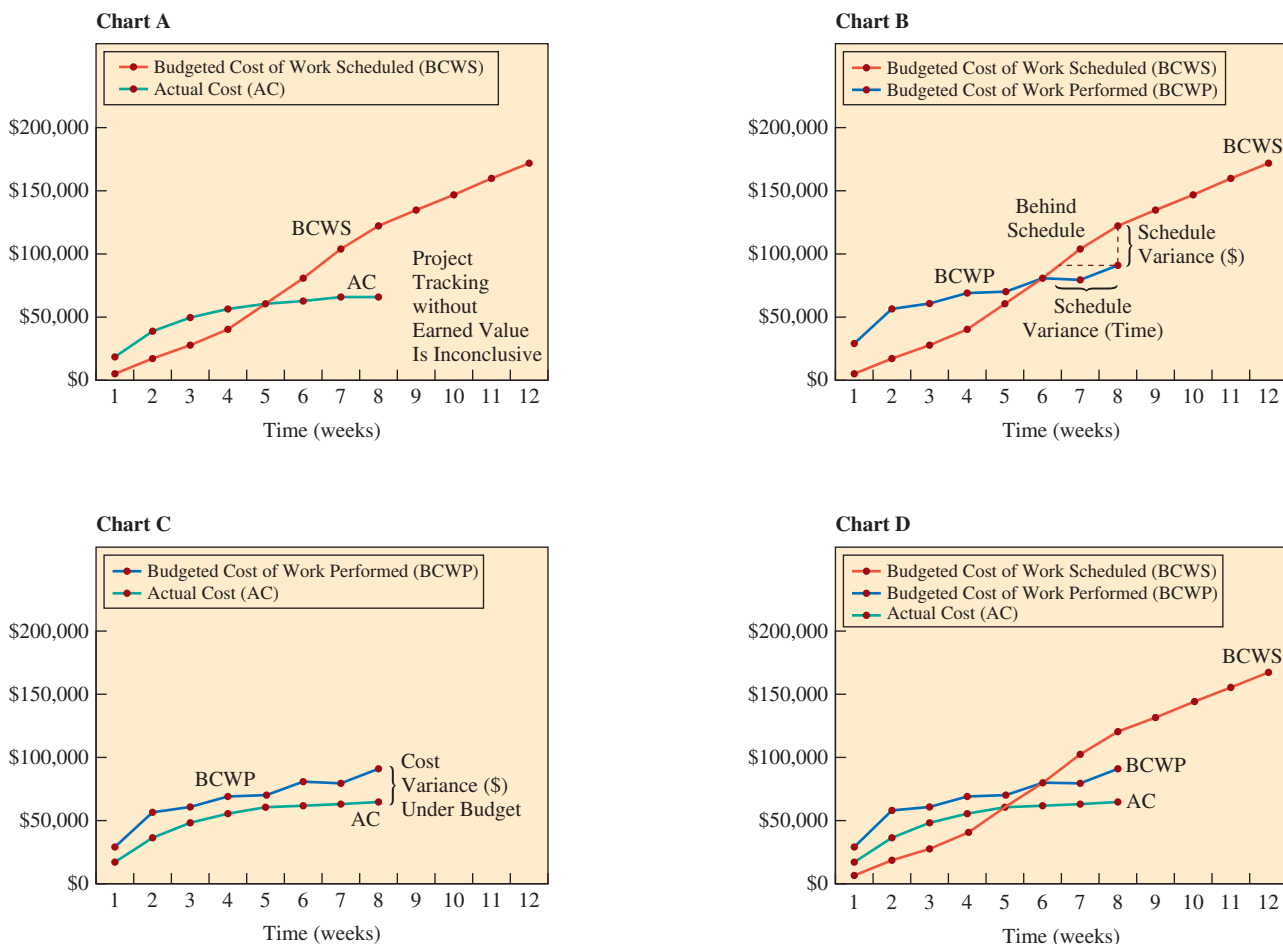 Chart A
Budgeted Cost of Work Scheduled (BCWS)
Actual Cost (AC)
$200,000
$150,000
$100,000
$50,000
$0
BCWS
AC
Project
Tracking
without
Earned Value
Is Inconclusive
1 2 3 4 5 6 7 8 9 10 11 12
Time (weeks)
Chart B
Budgeted Cost of Work Scheduled (BCWS)
Budgeted Cost of Work Performed (BCWP)
$200,000
$150,000
$100,000
$50,000
$0
BCWS
Behind
Schedule
Schedule
Variance ($)
BCWP
Schedule
Variance (Time)
1 2 3 4 5 6 7 8 9 10 11 12
Time (weeks)
Chart C
Budgeted Cost of Work Performed (BCWP)
Actual Cost (AC)
$200,000
$150,000
$100,000
$50,000
$0
BCWP
Cost
Variance ($)
Under Budget
AC
1 2 3 4 5 6 7 8 9 10 11 12
Time (weeks)
Chart D
Budgeted Cost of Work Scheduled (BCWS)
Budgeted Cost of Work Performed (BCWP)
Actual Cost (AC)
$200,000
$150,000
$100,000
$50,000
$0
BCWS
BCWP
AC
1 2 3 4 5 6 7 8 9 10 11 12
Time (weeks)